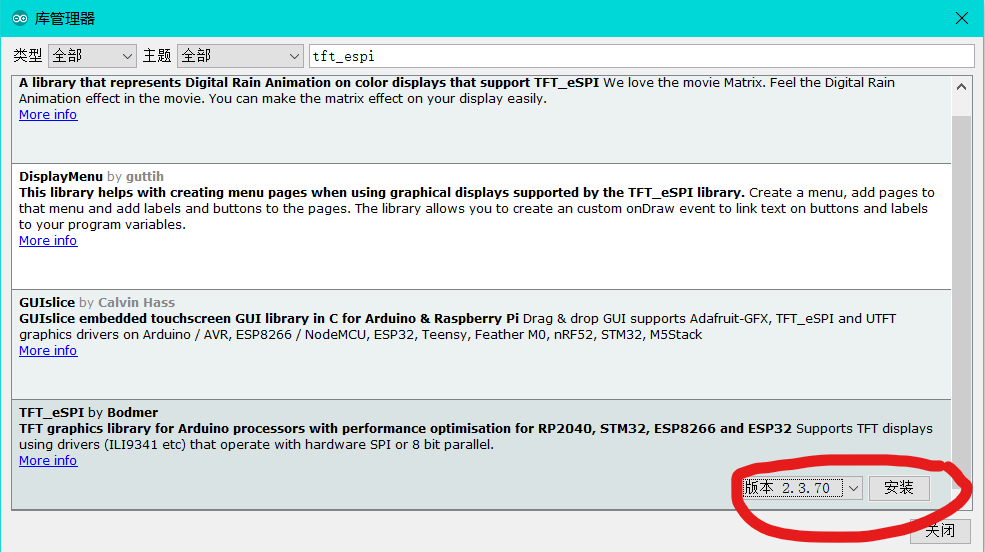 库管理器
类型 全部 主题 全部 tft_espi
A library that represents Digital Rain Animation on color displays that support TFT_eSPI We love the movie Matrix. Feel the Digital Rain
Animation effect in the movie. You can make the matrix effect on your display easily.
More info
DisplayMenu by guttih
This library helps with creating menu pages when using graphical displays supported by the TFT_eSPI library. Create a menu, add pages to
that menu and add labels and buttons to the pages. The library allows you to create an custom onDraw event to link text on buttons and labels
to your program variables.
More info
GUIslice by Calvin Hass
GUIslice embedded touchscreen GUI library in C for Arduino & Raspberry Pi Drag & drop GUI supports Adafruit-GFX, TFT_eSPI and UTFT
graphics drivers on Arduino / AVR, ESP8266 / NodeMCU, ESP32, Teensy, Feather M0, nRF52, STM32, M5Stack
More info
TFT_eSPI by Bodmer
TFT graphics library for Arduino processors with performance optimisation for RP2040, STM32, ESP8266 and ESP32 Supports TFT displays
using drivers (ILI9341 etc) that operate with hardware SPI or 8 bit parallel.
More info
版本 2.3.70 安装
关闭